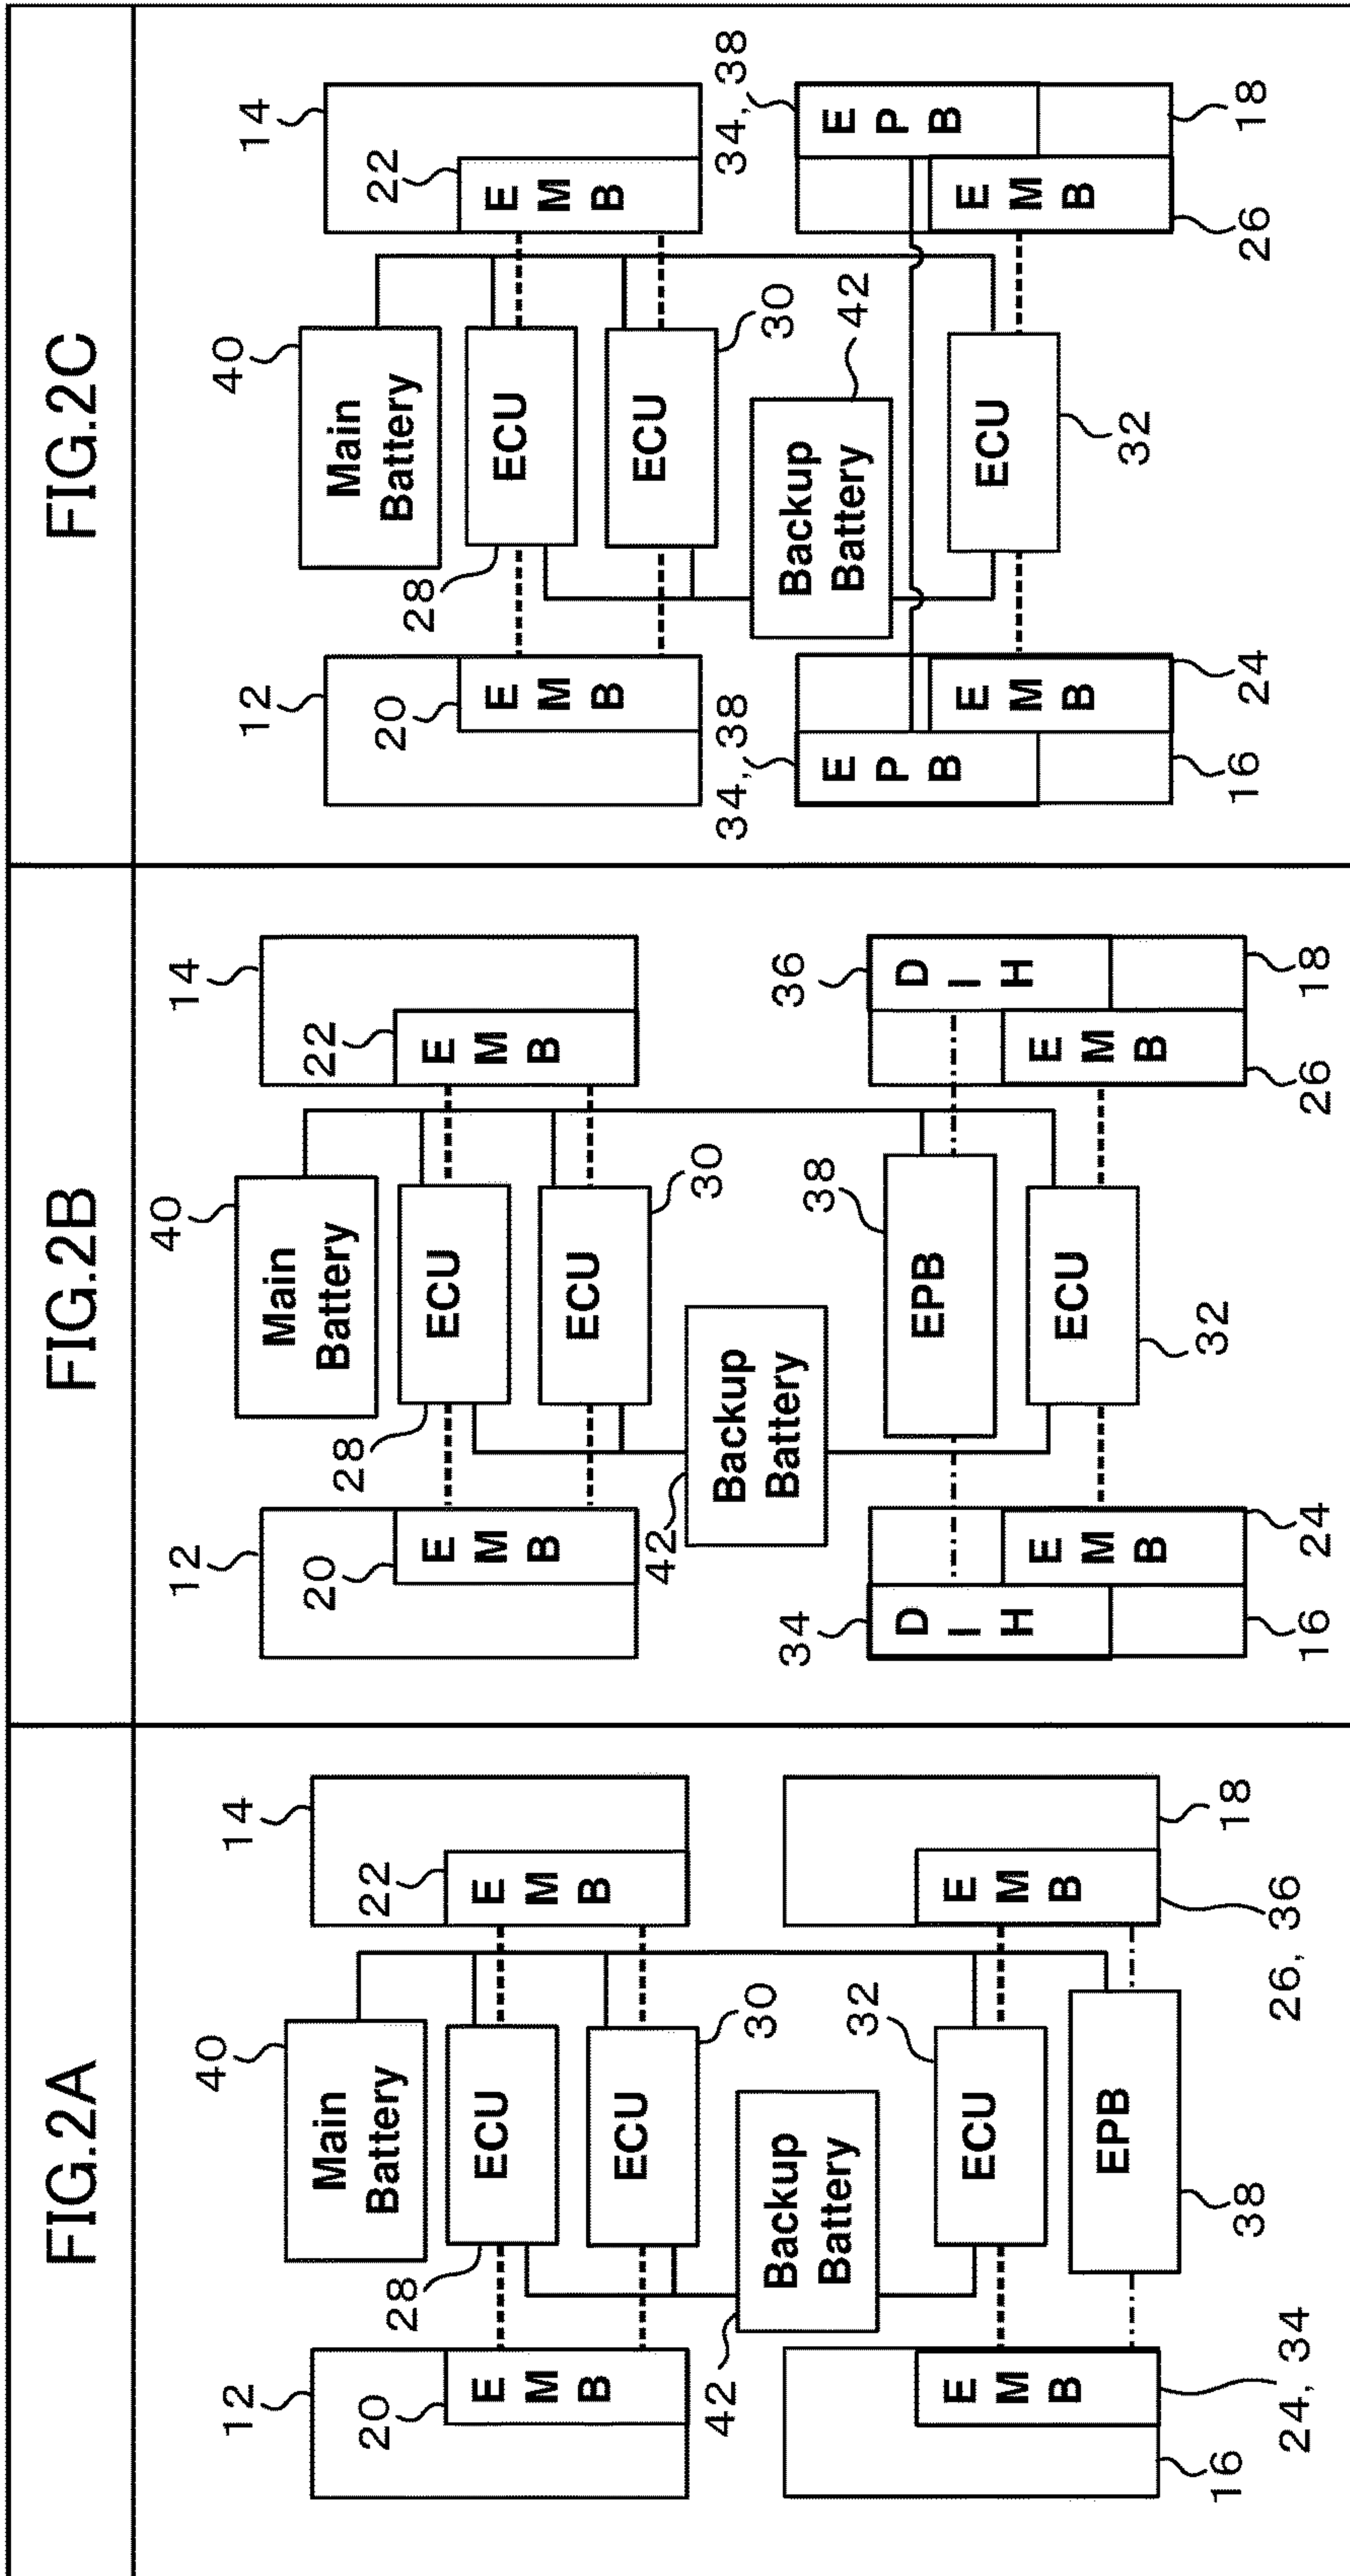 FIG.2A
40
Main
Battery
12
14
20
22
E
M
B
E
M
B
28
ECU
ECU
30
42
Backup
Battery
32
ECU
E
M
B
E
M
B
EPB
16
24, 34
38
26, 36
18
FIG.2B
40
Main
Battery
12
14
20
22
E
M
B
E
M
B
28
ECU
ECU
30
42
Backup
Battery
34
36
38
D
I
H
D
I
H
EPB
E
M
B
E
M
B
ECU
16
24
32
26
18
FIG.2C
40
Main
Battery
12
14
20
22
E
M
B
E
M
B
28
ECU
ECU
30
42
Backup
Battery
34, 38
34, 38
E
P
B
E
P
B
E
M
B
E
M
B
ECU
16
24
32
26
18